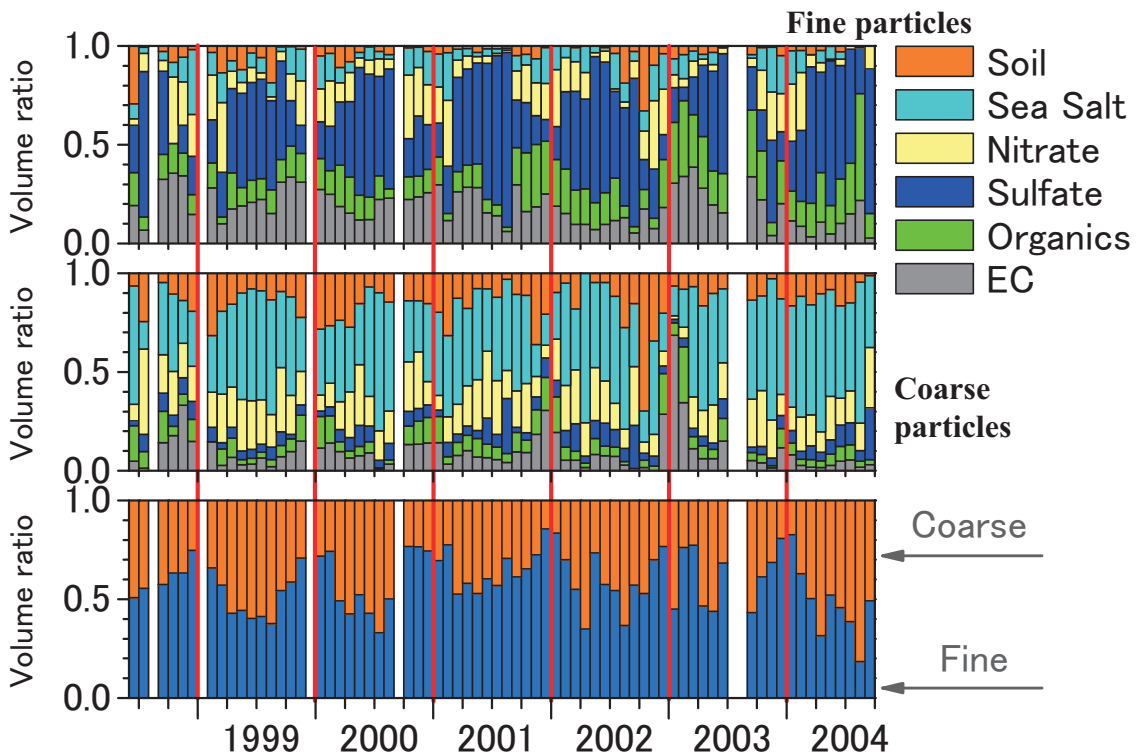 Fine particles
Soil
Sea Salt
Nitrate
Sulfate
Organics
EC
Volume ratio
1.0
0.5
0.0
Volume ratio
1.0
0.5
0.0
Coarse
particles
Volume ratio
1.0
0.5
0.0
Coarse
Fine
1999 2000 2001 2002 2003 2004